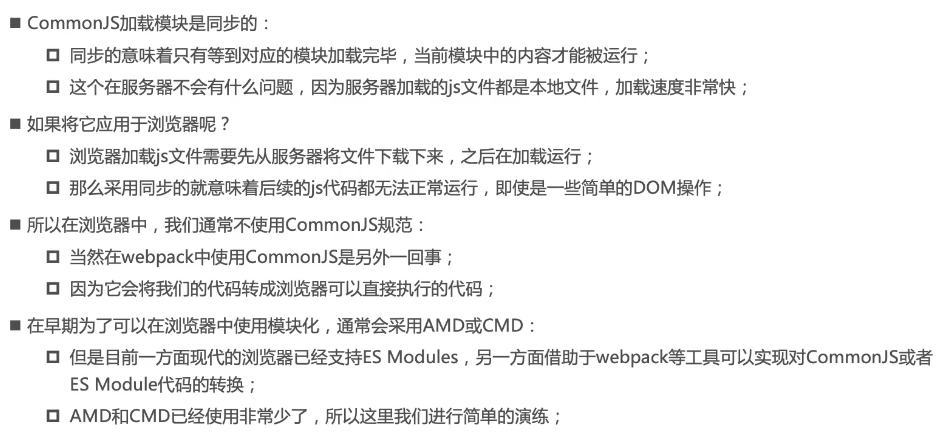 ■ CommonJS加载模块是同步的：
同步的意味着只有等到对应的模块加载完毕，当前模块中的内容才能被运行；
这个在服务器不会有什么问题，因为服务器加载的js文件都是本地文件，加载速度非常快；
■ 如果将它应用于浏览器呢？
浏览器加载js文件需要先从服务器将文件下载下来，之后在加载运行；
那么采用同步的就意味着后续的js代码都无法正常运行，即使是一些简单的DOM操作；
■ 所以在浏览器中，我们通常不使用CommonJS规范：
当然在webpack中使用CommonJS是另外一回事；
因为它会将我们的代码转成浏览器可以直接执行的代码；
■ 在早期为了可以在浏览器中使用模块化，通常会采用AMD或CMD：
但是目前一方面现代的浏览器已经支持ES Modules，另一方面借助于webpack等工具可以实现对CommonJS或者
ES Module代码的转换；
AMD和CMD已经使用非常少了，所以这里我们进行简单的演练；